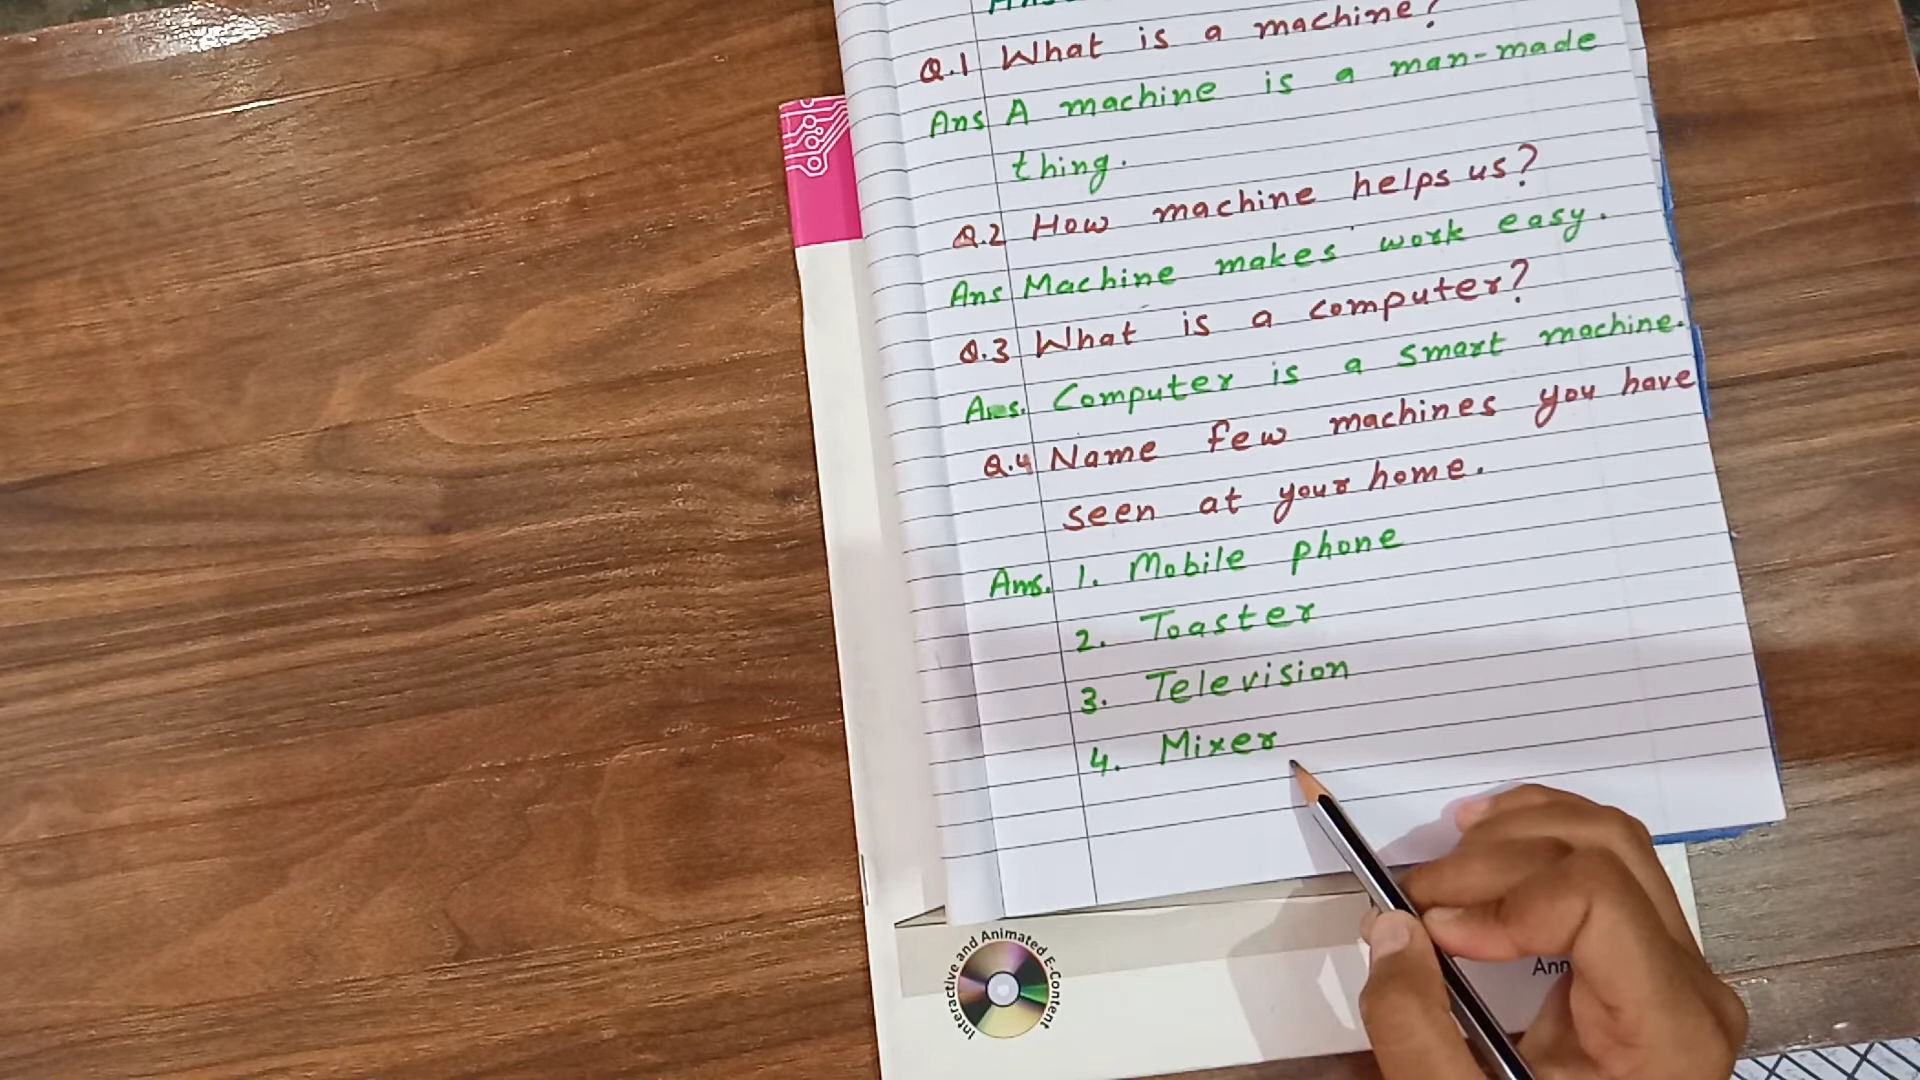 Q.1 What is a machine?
Ans A machine is a man-made
thing.
Q.2 How machine helps us?
Ans Machine makes work easy.
Q.3 What is a computer?
Ans. Computer is a smart machine.
Q.4 Name few machines you have
seen at your home.
Ans. 1. Mobile phone
2. Toaster
3. Television
4. Mixer
Interactive and Animated E-Content